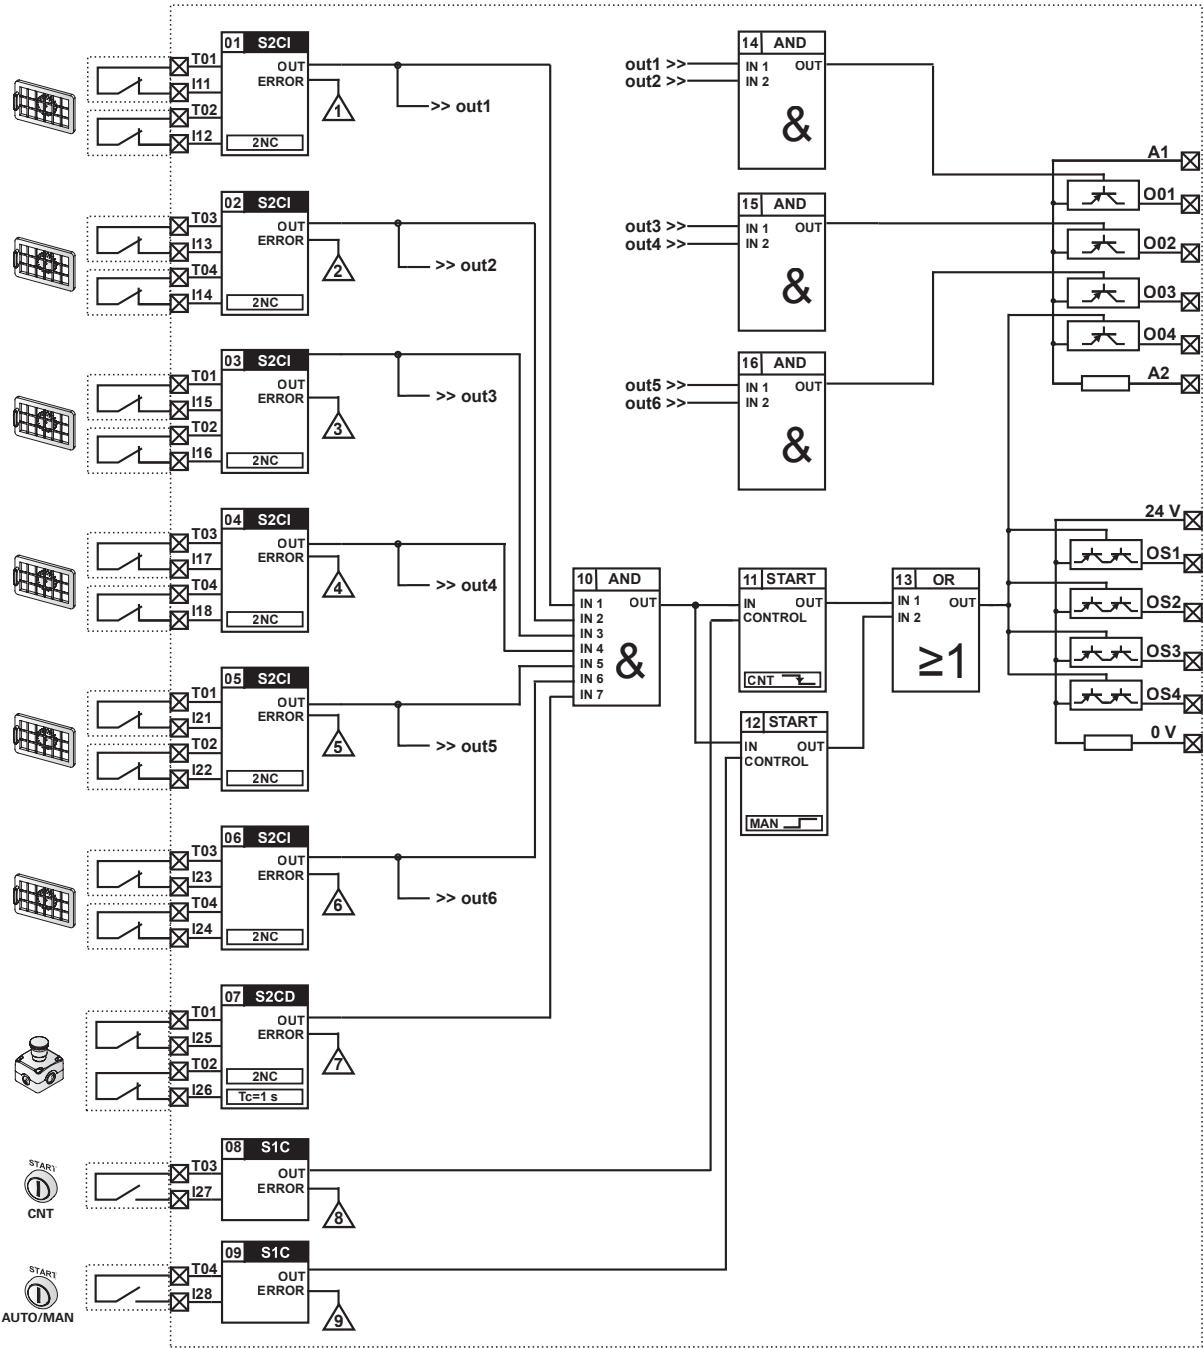 01 S2CI
T01
OUT
I11
ERROR
1
>> out1
T02
I12
2NC
02 S2CI
T03
OUT
I13
ERROR
2
>> out2
T04
I14
2NC
03 S2CI
T01
OUT
I15
ERROR
3
>> out3
T02
I16
2NC
04 S2CI
T03
OUT
I17
ERROR
4
>> out4
T04
I18
2NC
05 S2CI
T01
OUT
I21
ERROR
5
>> out5
T02
I22
2NC
06 S2CI
T03
OUT
I23
ERROR
6
>> out6
T04
I24
2NC
07 S2CD
T01
OUT
I25
ERROR
7
T02
2NC
I26
Tc=1 s
START
CNT
08 S1C
T03
OUT
I27
ERROR
8
START
AUTO/MAN
09 S1C
T04
OUT
I28
ERROR
9
10 AND
IN 1 OUT
IN 2
IN 3
IN 4
IN 5
IN 6
IN 7
&
11 START
IN OUT
CONTROL
CNT
12 START
IN OUT
CONTROL
MAN
13 OR
IN 1 OUT
IN 2
≥1
14 AND
out1 >> IN 1 OUT
out2 >> IN 2
&
15 AND
out3 >> IN 1 OUT
out4 >> IN 2
&
16 AND
out5 >> IN 1 OUT
out6 >> IN 2
&
A1
O01
O02
O03
O04
A2
24 V
OS1
OS2
OS3
OS4
0 V